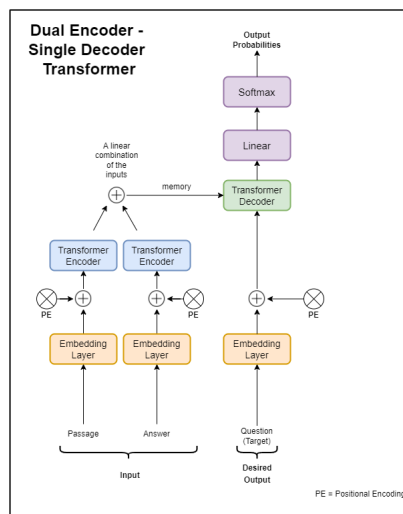 Dual Encoder -
Single Decoder
Transformer
Output
Probabilities
Softmax
Linear
A linear
combination
of the
inputs
memory
Transformer
Decoder
Transformer
Encoder
Transformer
Encoder
PE
PE
PE
Embedding
Layer
Embedding
Layer
Embedding
Layer
Passage
Answer
Question
(Target)
Input
Desired
Output
PE = Positional Encoding